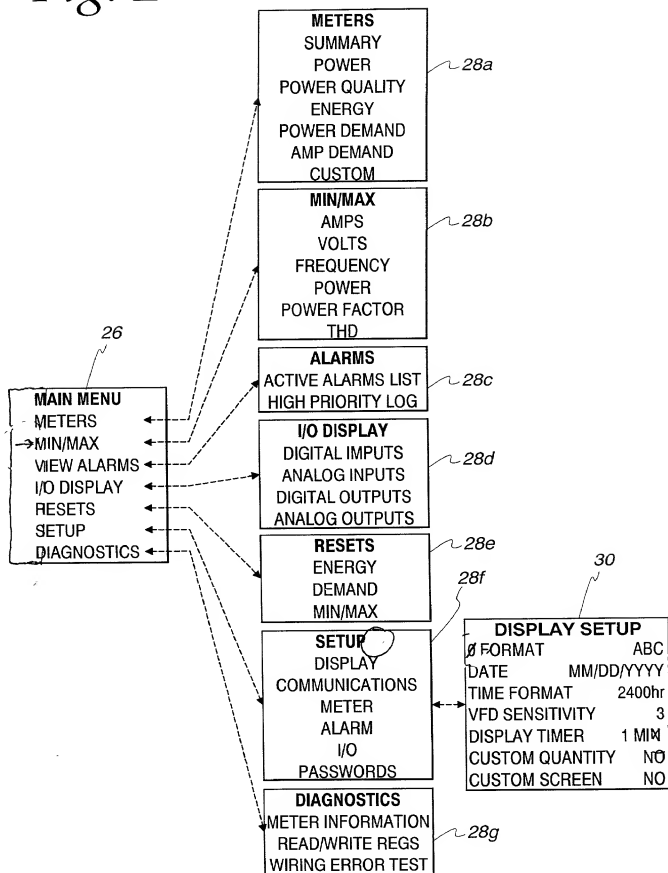 Fig. 2
METERS
SUMMARY
POWER
POWER QUALITY
ENERGY
POWER DEMAND
AMP DEMAND
CUSTOM
28a
MIN/MAX
AMPS
VOLTS
FREQUENCY
POWER
POWER FACTOR
THD
28b
26
MAIN MENU
METERS
MIN/MAX
VIEW ALARMS
I/O DISPLAY
RESETS
SETUP
DIAGNOSTICS
ALARMS
ACTIVE ALARMS LIST
HIGH PRIORITY LOG
28c
I/O DISPLAY
DIGITAL IMPUTS
ANALOG INPUTS
DIGITAL OUTPUTS
ANALOG OUTPUTS
28d
RESETS
ENERGY
DEMAND
MIN/MAX
28e
28f
SETUP
DISPLAY
COMMUNICATIONS
METER
ALARM
I/O
PASSWORDS
30
DISPLAY SETUP
Ø FORMAT ABC
DATE MM/DD/YYYY
TIME FORMAT 2400hr
VFD SENSITIVITY 3
DISPLAY TIMER 1 MIN
CUSTOM QUANTITY NO
CUSTOM SCREEN NO
DIAGNOSTICS
METER INFORMATION
READ/WRITE REGS
WIRING ERROR TEST
28g